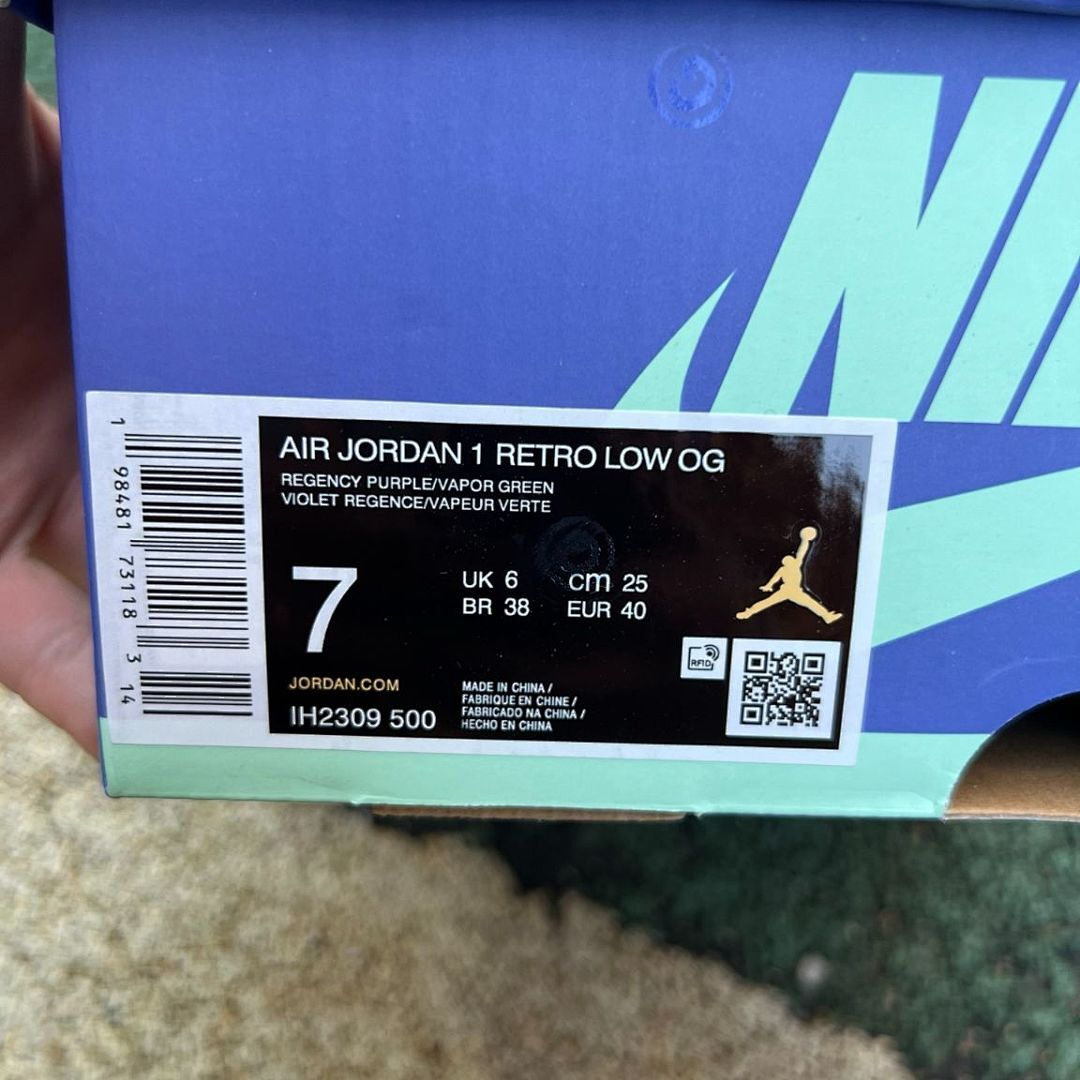 NI
AIR JORDAN 1 RETRO LOW OG
REGENCY PURPLE/VAPOR GREEN
VIOLET REGENCE/VAPEUR VERTE
7
UK 6 cm 25
BR 38 EUR 40
RFID
JORDAN.COM
IH2309 500
MADE IN CHINA /
FABRIQUE EN CHINE /
FABRICADO NA CHINA /
HECHO EN CHINA
1 98481 73118 3 14